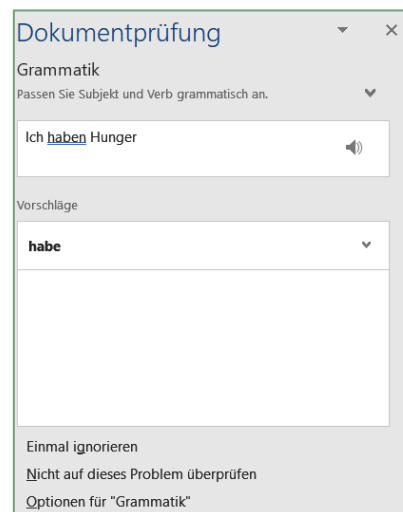 Dokumentprüfung
Grammatik
Passen Sie Subjekt und Verb grammatisch an.
Ich haben Hunger
Vorschläge
habe
Einmal ignorieren
Nicht auf dieses Problem überprüfen
Optionen für "Grammatik"